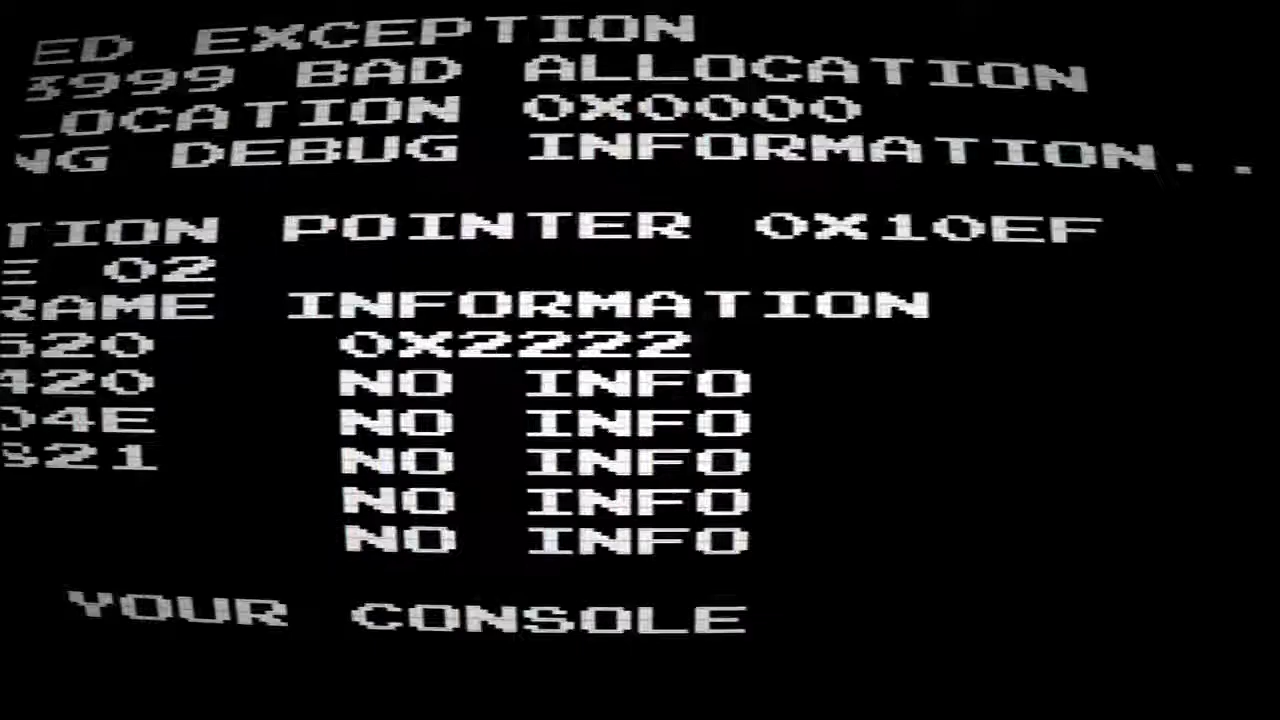 ED EXCEPTION
3999 BAD ALLOCATION
LOCATION 0X0000
NG DEBUG INFORMATION..
TION POINTER 0X10EF
E 02
RAME INFORMATION
520 0X2222
420 NO INFO
04E NO INFO
821 NO INFO
NO INFO
NO INFO
YOUR CONSOLE